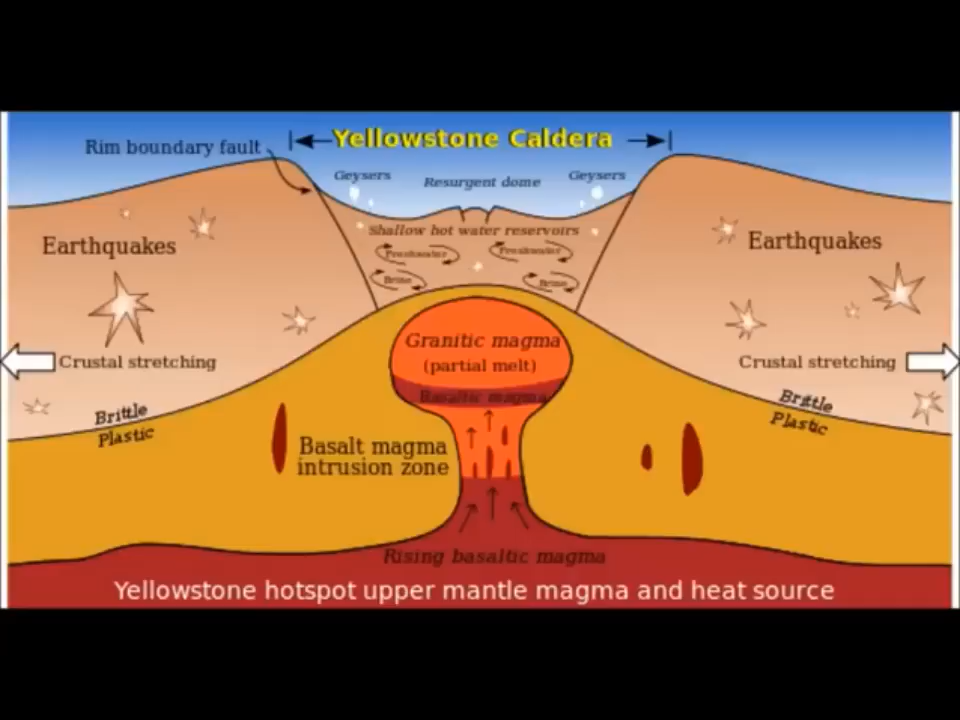 Yellowstone Caldera
Rim boundary fault
Geysers
Resurgent dome
Geysers
Shallow hot water reservoirs
Freshwater
Freshwater
Brine
Brine
Earthquakes
Earthquakes
Granitic magma
(partial melt)
Crustal stretching
Crustal stretching
Basaltic magma
Brittle
Plastic
Brittle
Plastic
Basalt magma
intrusion zone
Rising basaltic magma
Yellowstone hotspot upper mantle magma and heat source